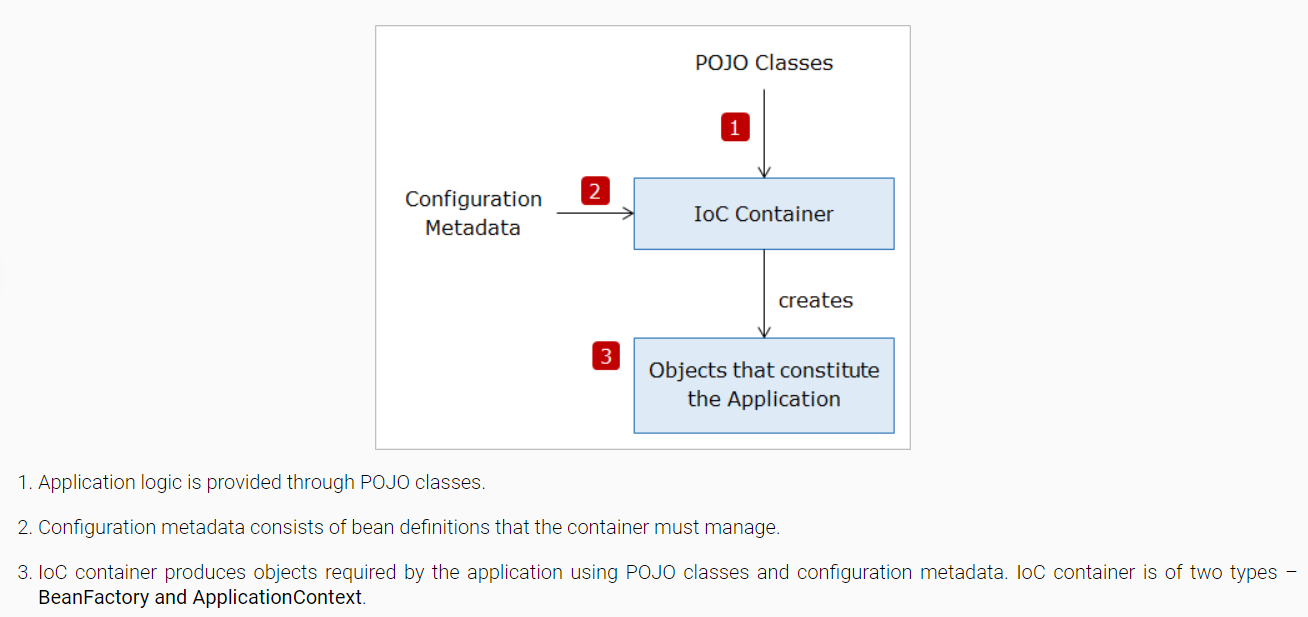 POJO Classes
1
2
Configuration
Metadata
IoC Container
creates
3
Objects that constitute
the Application
1. Application logic is provided through POJO classes.
2. Configuration metadata consists of bean definitions that the container must manage.
3. IoC container produces objects required by the application using POJO classes and configuration metadata. IoC container is of two types –
BeanFactory and ApplicationContext.